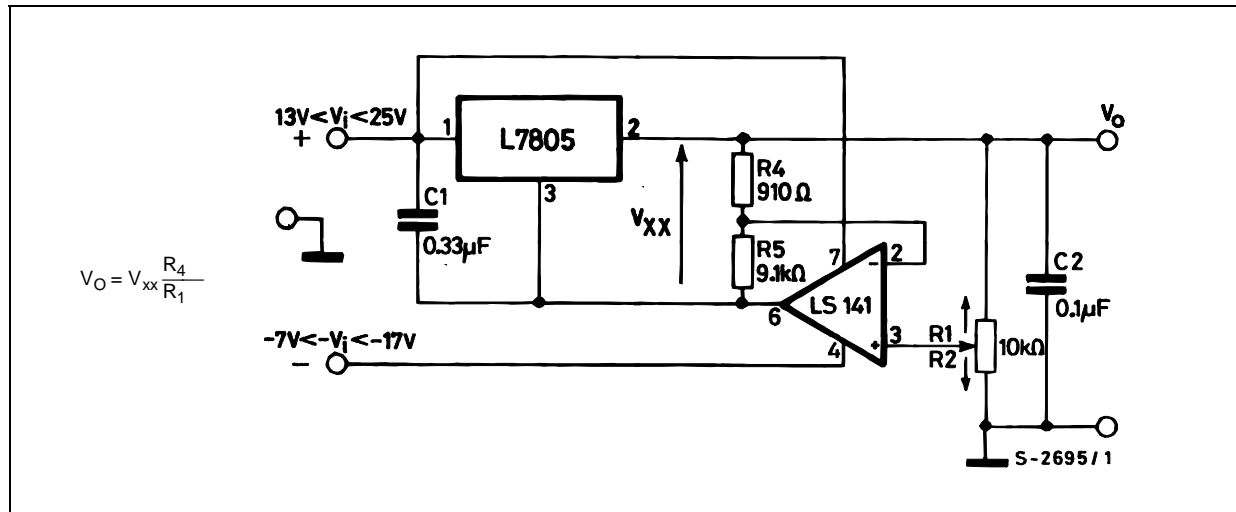 13V<Vi<25V
+
1
L7805
2
3
C1
0.33µF
VXX
R4
910Ω
R5
9.1kΩ
VO
7
2
-
LS 141
6
3
+
4
R1
R2
10kΩ
C2
0.1µF
VO = Vxx R4
R1
-7V<-Vi<-17V
−
S-2695/1